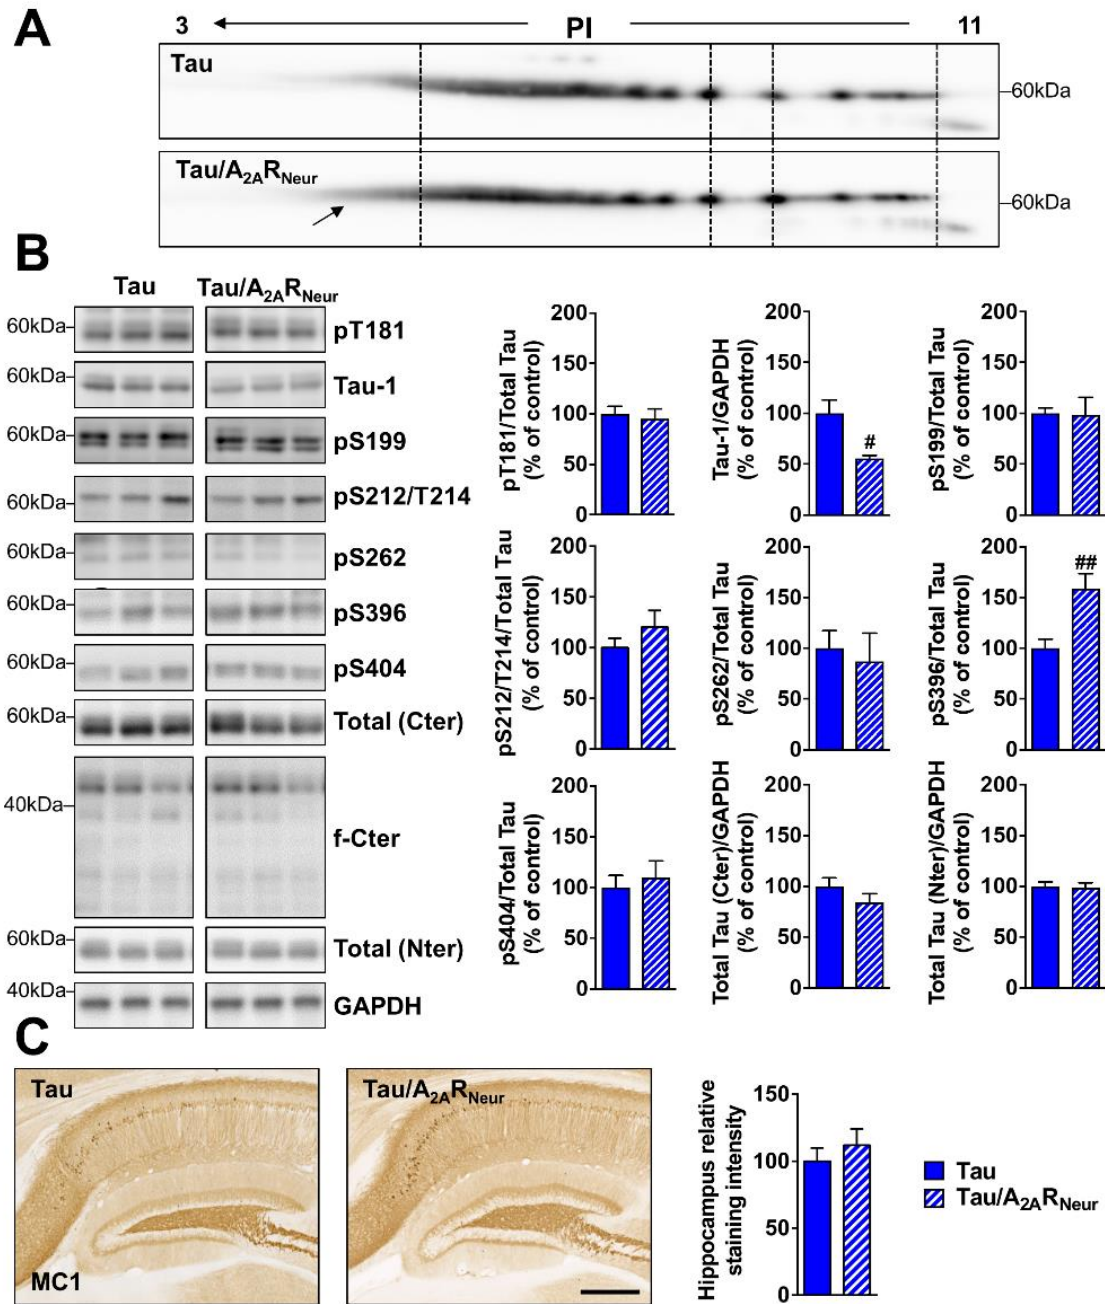 A
3 PI 11
Tau
60kDa
Tau/A2ARNeur
60kDa
B
Tau Tau/A2ARNeur
60kDa pT181
60kDa Tau-1
60kDa pS199
60kDa pS212/T214
60kDa pS262
60kDa pS396
60kDa pS404
60kDa Total (Cter)
40kDa
f-Cter
60kDa Total (Nter)
40kDa GAPDH
pT181/Total Tau
(% of control)
200
150
100
50
0
Tau-1/GAPDH
(% of control)
200
150
100
50
0
#
pS199/Total Tau
(% of control)
200
150
100
50
0
pS212/T214/Total Tau
(% of control)
200
150
100
50
0
pS262/Total Tau
(% of control)
200
150
100
50
0
pS396/Total Tau
(% of control)
200
150
100
50
0
##
pS404/Total Tau
(% of control)
200
150
100
50
0
Total Tau (Cter)/GAPDH
(% of control)
200
150
100
50
0
Total Tau (Nter)/GAPDH
(% of control)
200
150
100
50
0
C
Tau
MC1
Tau/A2ARNeur
Hippocampus relative
staining intensity
150
100
50
0
Tau
Tau/A2ARNeur